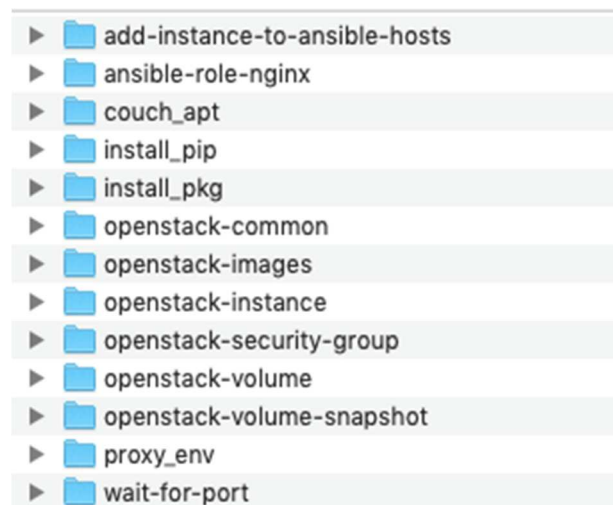 add-instance-to-ansible-hosts
ansible-role-nginx
couch_apt
install_pip
install_pkg
openstack-common
openstack-images
openstack-instance
openstack-security-group
openstack-volume
openstack-volume-snapshot
proxy_env
wait-for-port